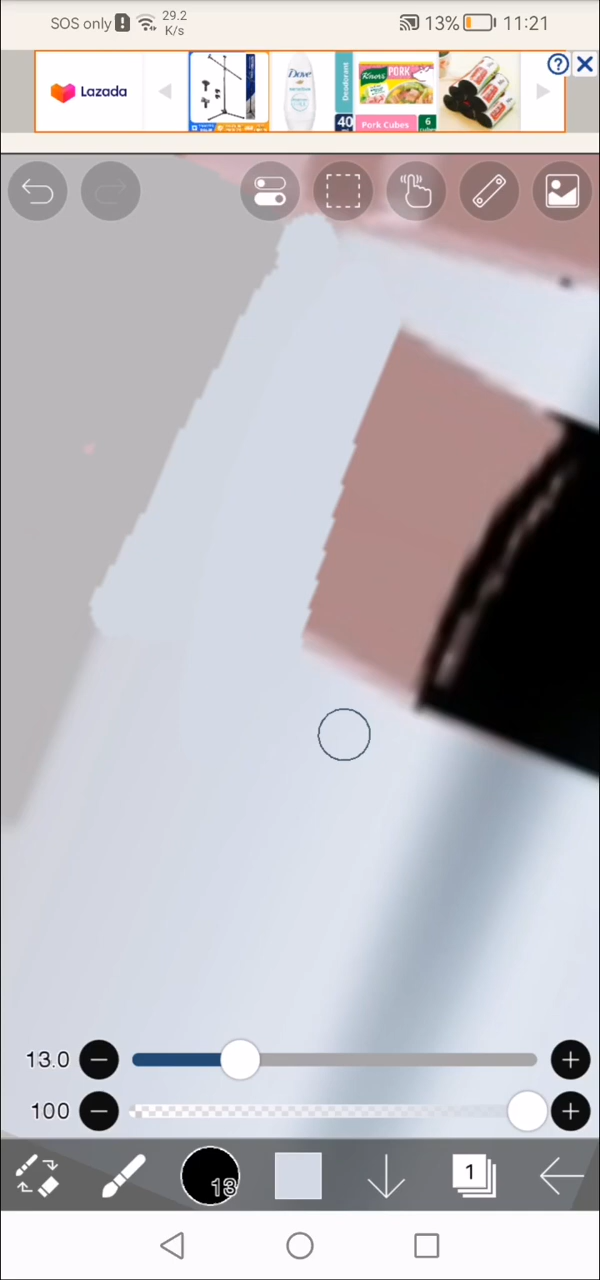 SOS only 29.2 K/s 13% 11:21
Lazada
Dove
Deodorant
40
Knorr PORK
Pork Cubes 6
13.0
100
13
1